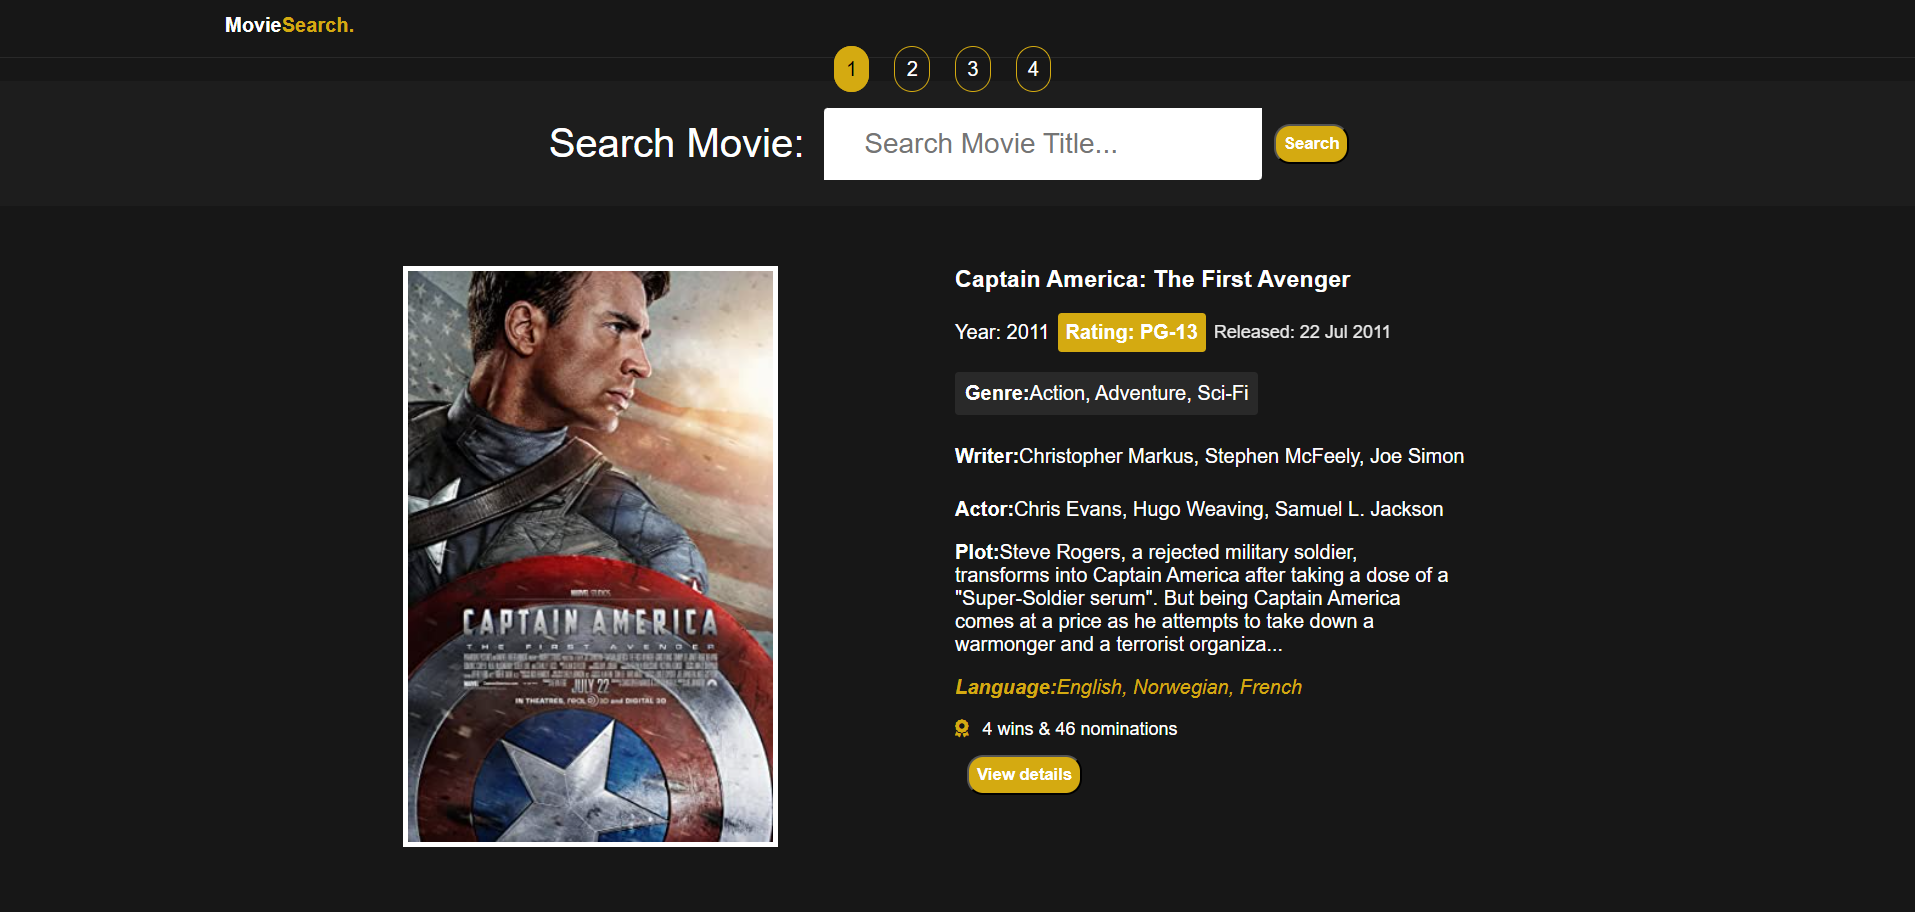 MovieSearch.
1 2 3 4
Search Movie: Search Movie Title... Search
Captain America: The First Avenger
Year: 2011 Rating: PG-13 Released: 22 Jul 2011
Genre:Action, Adventure, Sci-Fi
Writer:Christopher Markus, Stephen McFeely, Joe Simon
Actor:Chris Evans, Hugo Weaving, Samuel L. Jackson
Plot:Steve Rogers, a rejected military soldier,
transforms into Captain America after taking a dose of a
"Super-Soldier serum". But being Captain America
comes at a price as he attempts to take down a
warmonger and a terrorist organiza...
Language:English, Norwegian, French
4 wins & 46 nominations
View details
MARVEL STUDIOS
CAPTAIN AMERICA
THE FIRST AVENGER
JULY 22
IN THEATRES, REAL D 3D and DIGITAL 3D